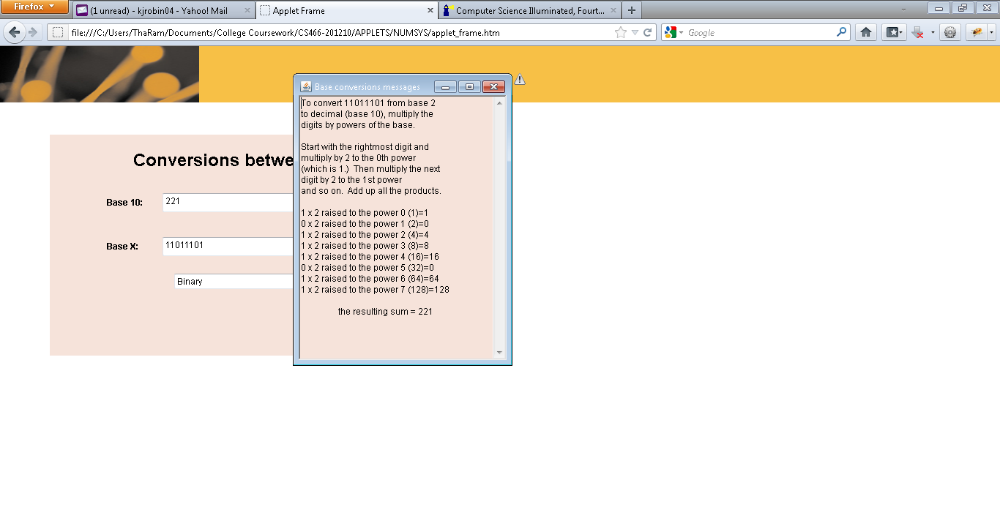 Firefox
(1 unread) - kjrobin04 - Yahoo! Mail
Applet Frame
Computer Science Illuminated, Fourt...
file:///C:/Users/ThaRam/Documents/College Coursework/CS466-201210/APPLETS/NUMSYS/applet_frame.htm
Google
Base conversions messages
To convert 11011101 from base 2
to decimal (base 10), multiply the
digits by powers of the base.
Start with the rightmost digit and
multiply by 2 to the 0th power
(which is 1.)  Then multiply the next
digit by 2 to the 1st power
and so on.  Add up all the products.
1 x 2 raised to the power 0 (1)=1
0 x 2 raised to the power 1 (2)=0
1 x 2 raised to the power 2 (4)=4
1 x 2 raised to the power 3 (8)=8
1 x 2 raised to the power 4 (16)=16
0 x 2 raised to the power 5 (32)=0
1 x 2 raised to the power 6 (64)=64
1 x 2 raised to the power 7 (128)=128
the resulting sum = 221
Conversions betwe
Base 10:
221
Base X:
11011101
Binary